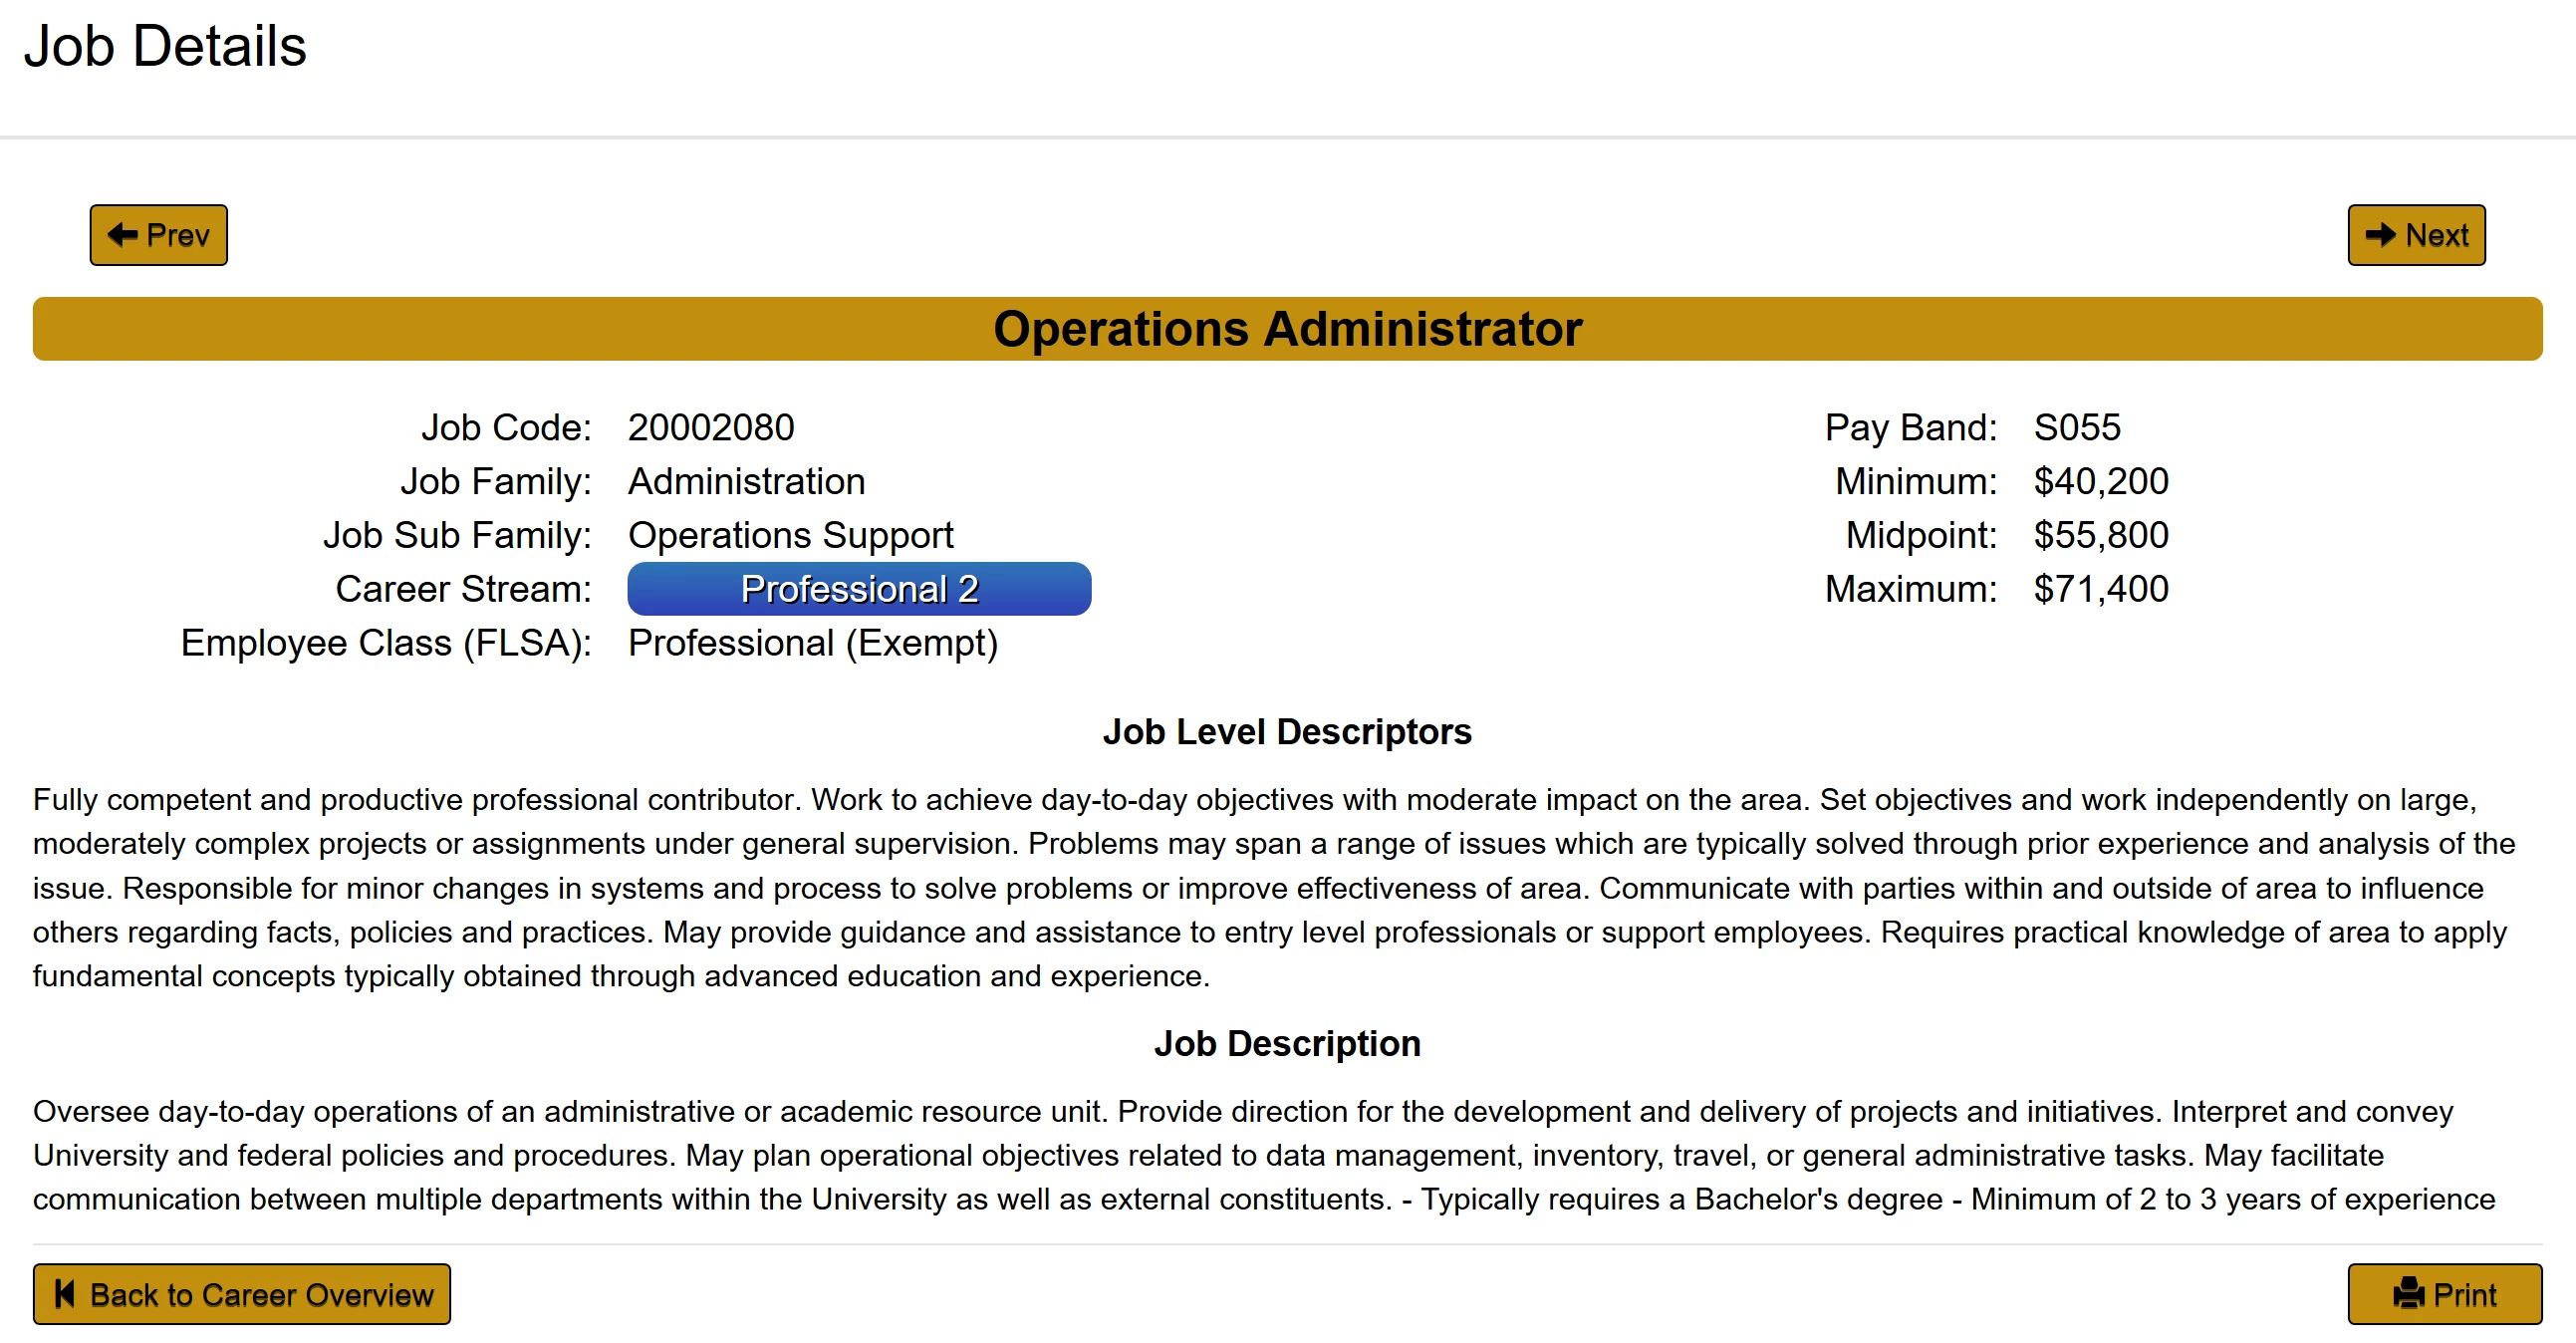 Job Details
Prev
Next
Operations Administrator
Job Code: 20002080
Pay Band: S055
Job Family: Administration
Minimum: $40,200
Job Sub Family: Operations Support
Midpoint: $55,800
Career Stream: Professional 2
Maximum: $71,400
Employee Class (FLSA): Professional (Exempt)
Job Level Descriptors
Fully competent and productive professional contributor. Work to achieve day-to-day objectives with moderate impact on the area. Set objectives and work independently on large,
moderately complex projects or assignments under general supervision. Problems may span a range of issues which are typically solved through prior experience and analysis of the
issue. Responsible for minor changes in systems and process to solve problems or improve effectiveness of area. Communicate with parties within and outside of area to influence
others regarding facts, policies and practices. May provide guidance and assistance to entry level professionals or support employees. Requires practical knowledge of area to apply
fundamental concepts typically obtained through advanced education and experience.
Job Description
Oversee day-to-day operations of an administrative or academic resource unit. Provide direction for the development and delivery of projects and initiatives. Interpret and convey
University and federal policies and procedures. May plan operational objectives related to data management, inventory, travel, or general administrative tasks. May facilitate
communication between multiple departments within the University as well as external constituents. - Typically requires a Bachelor's degree - Minimum of 2 to 3 years of experience
Back to Career Overview
Print